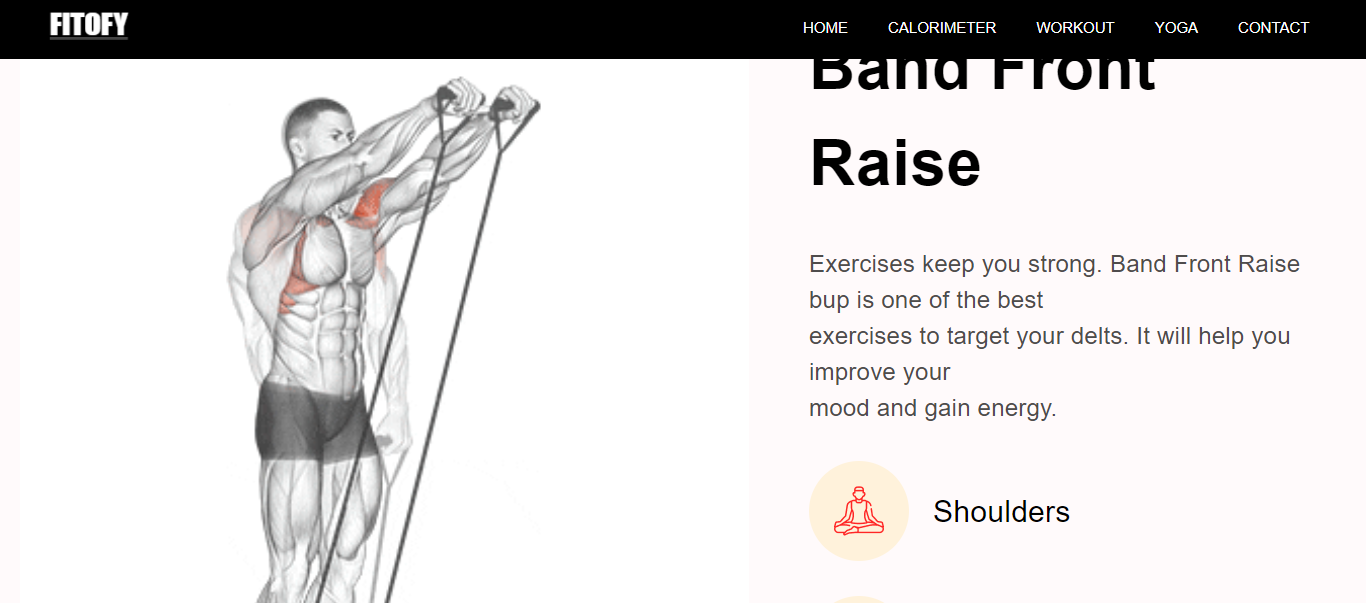 FITOFY
HOME CALORIMETER WORKOUT YOGA CONTACT
Band Front
Raise
Exercises keep you strong. Band Front Raise
bup is one of the best
exercises to target your delts. It will help you
improve your
mood and gain energy.
Shoulders